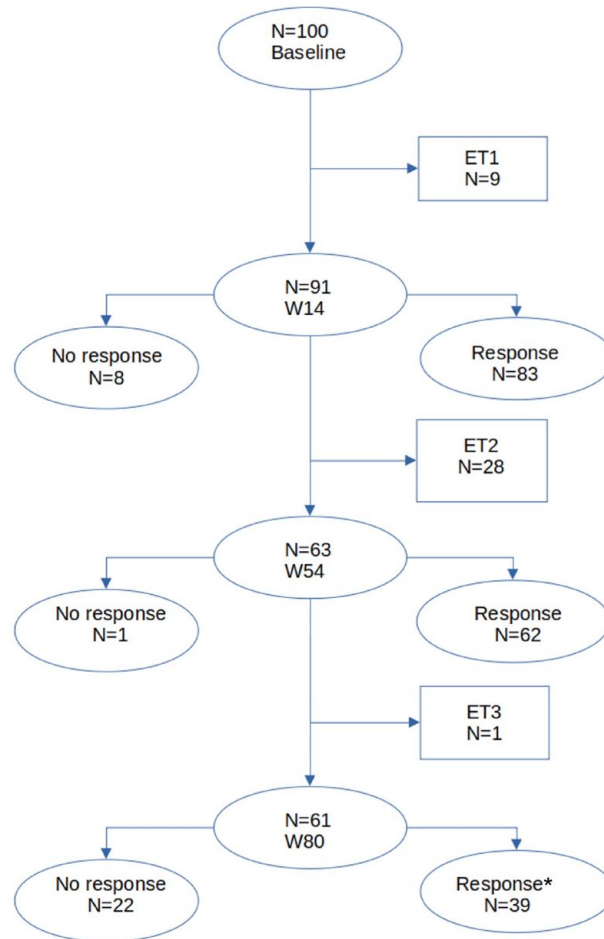 N=100
Baseline
ET1
N=9
N=91
W14
No response
N=8
Response
N=83
ET2
N=28
N=63
W54
No response
N=1
Response
N=62
ET3
N=1
N=61
W80
No response
N=22
Response*
N=39